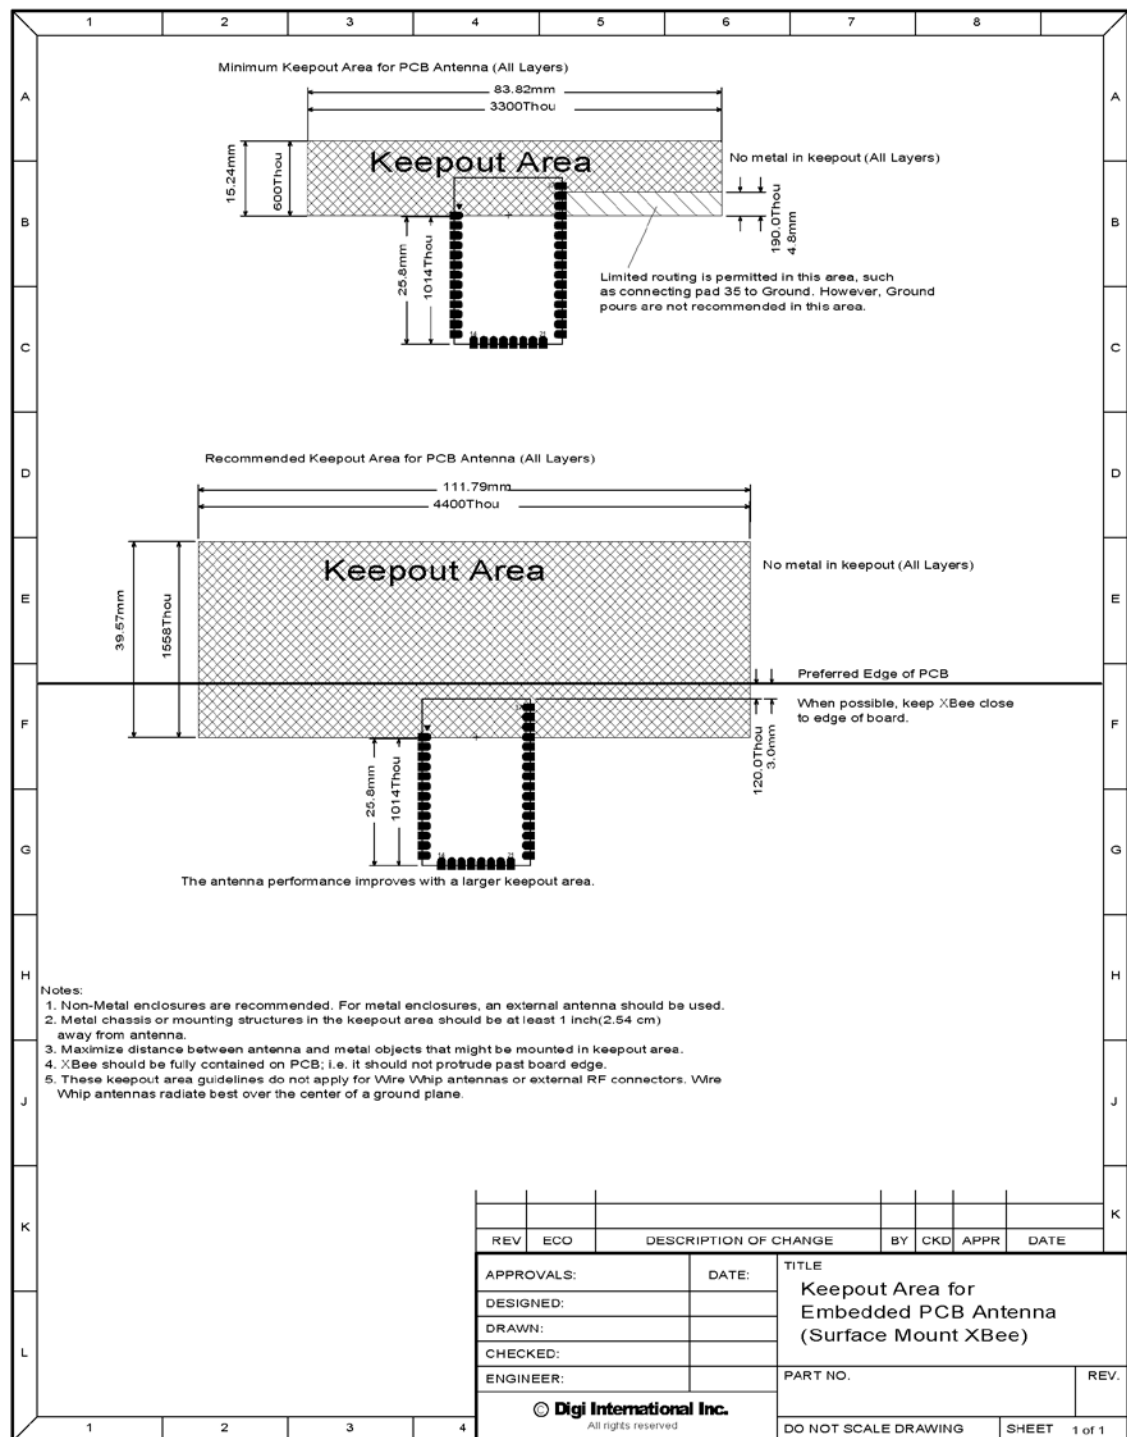 1 2 3 4 5 6 7 8
Minimum Keepout Area for PCB Antenna (All Layers)
A A
83.82mm
3300Thou
Keepout Area
No metal in keepout (All Layers)
15.24mm
600Thou
B B
190.0Thou
4.8mm
25.8mm
1014Thou
Limited routing is permitted in this area, such
as connecting pad 35 to Ground. However, Ground
pours are not recommended in this area.
14 21
C C
D D
Recommended Keepout Area for PCB Antenna (All Layers)
111.79mm
4400Thou
Keepout Area
No metal in keepout (All Layers)
E E
39.57mm
1558Thou
Preferred Edge of PCB
When possible, keep XBee close
to edge of board.
F F
120.0Thou
3.0mm
25.8mm
1014Thou
14 21
G G
The antenna performance improves with a larger keepout area.
H H
Notes:
1. Non-Metal enclosures are recommended. For metal enclosures, an external antenna should be used.
2. Metal chassis or mounting structures in the keepout area should be at least 1 inch(2.54 cm)
away from antenna.
3. Maximize distance between antenna and metal objects that might be mounted in keepout area.
4. XBee should be fully contained on PCB; i.e. it should not protrude past board edge.
5. These keepout area guidelines do not apply for Wire Whip antennas or external RF connectors. Wire
Whip antennas radiate best over the center of a ground plane.
J J
K K
REV ECO DESCRIPTION OF CHANGE BY CKD APPR DATE
APPROVALS: DATE:
DESIGNED:
DRAWN:
CHECKED:
ENGINEER:
TITLE
Keepout Area for
Embedded PCB Antenna
(Surface Mount XBee)
L
PART NO. REV.
© Digi International Inc.
All rights reserved
DO NOT SCALE DRAWING SHEET 1 of 1
1 2 3 4